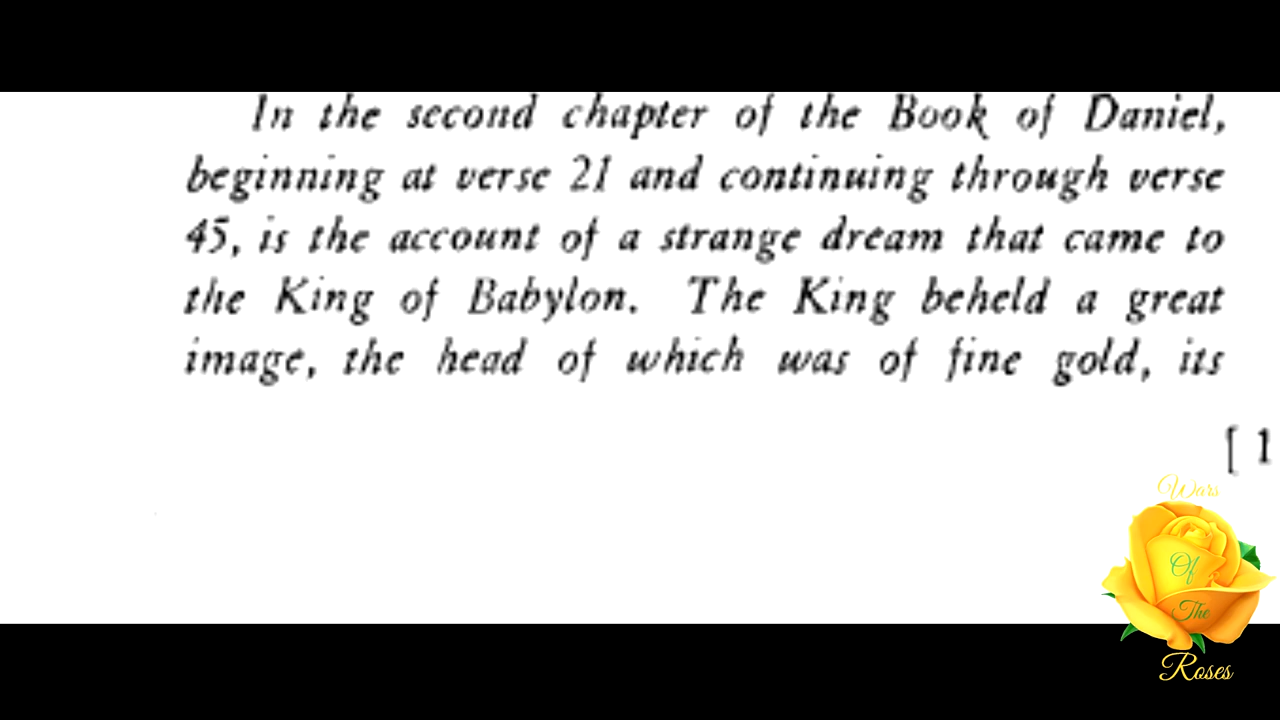 In the second chapter of the Book of Daniel,
beginning at verse 21 and continuing through verse
45, is the account of a strange dream that came to
the King of Babylon. The King beheld a great
image, the head of which was of fine gold, its
[ 1
Wars
Of
The
Roses